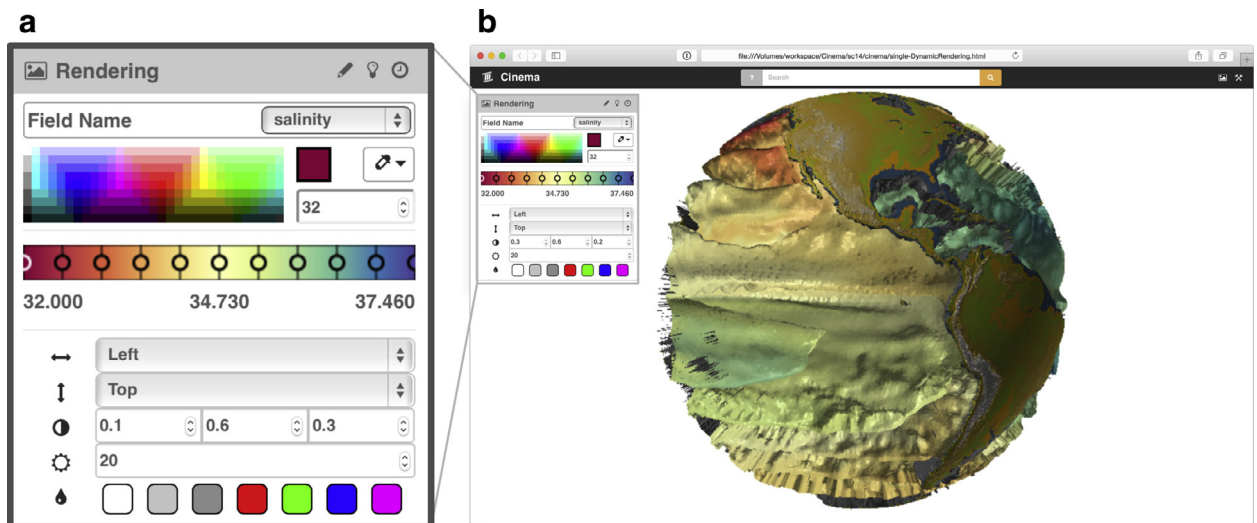 a
Rendering
Field Name
salinity
32
32.000
34.730
37.460
Left
Top
0.1
0.6
0.3
20
b
file:///Volumes/workspace/Cinema/sc14/cinema/single-DynamicRendering.html
Cinema
? Search
Rendering
Field Name
salinity
32
32.000
34.730
37.460
Left
Top
0.3
0.6
0.2
20